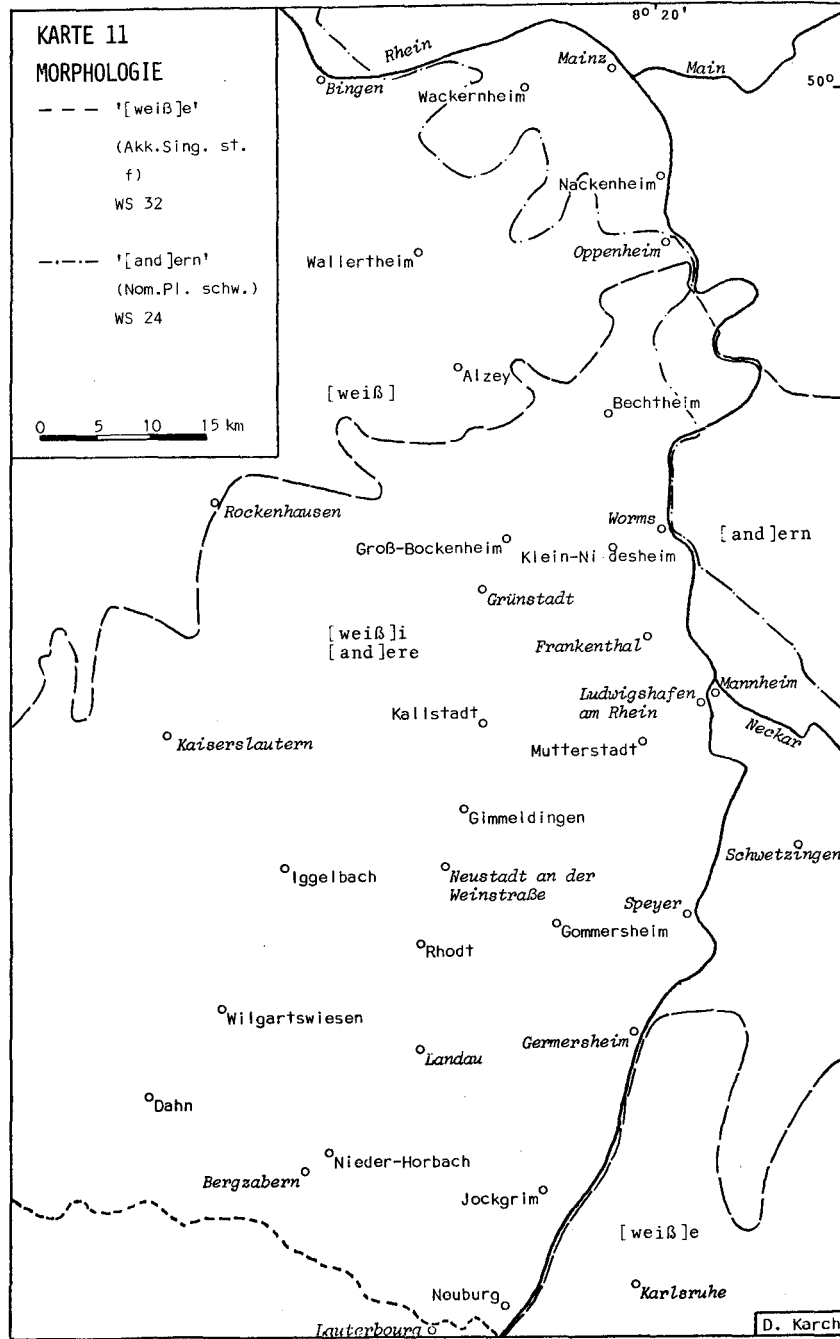 KARTE 11
MORPHOLOGIE
'[weiß]e'
(Akk.Sing. st.
f)
WS 32
'[and]ern'
(Nom.Pl. schw.)
WS 24
0 5 10 15 km
8° 20'
50°
Rhein
Mainz
Main
Bingen
Wackernheim
Nackenheim
Oppenheim
Wallertheim
Alzey
[weiß]
Bechtheim
Rockenhausen
Worms
[and]ern
Groß-Bockenheim
Klein-Ni desheim
Grünstadt
[weiß]i
[and]ere
Frankenthal
Mannheim
Ludwigshafen
am Rhein
Neckar
Kallstadt
Kaiserslautern
Mutterstadt
Gimmeldingen
Schwetzingen
Iggelbach
Neustadt an der
Weinstraße
Speyer
Gommersheim
Rhodt
Wilgartswiesen
Germersheim
Landau
Dahn
Nieder-Horbach
Bergzabern
Jockgrim
[weiß]e
Karlsruhe
Neuburg
Lauterbourg
D. Karch